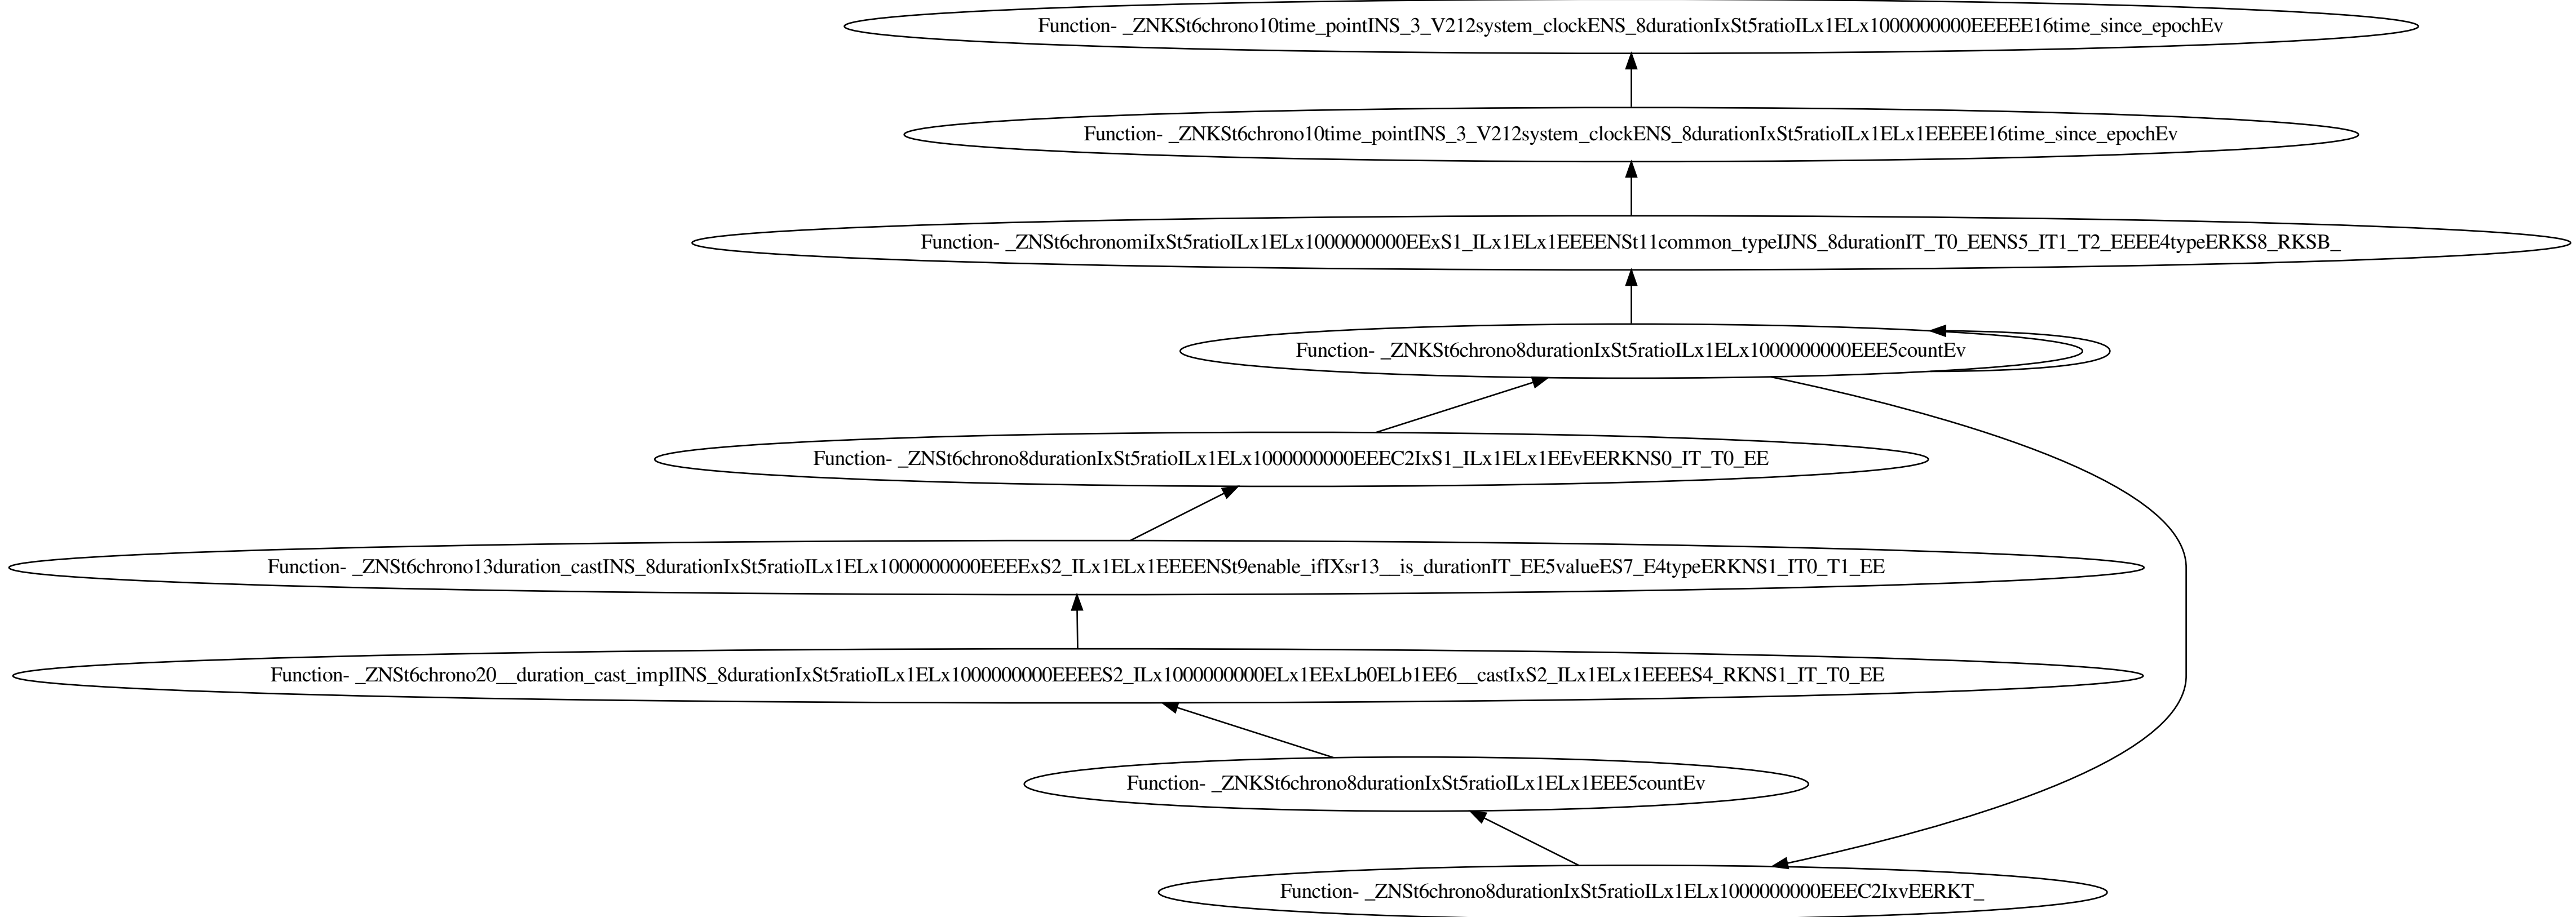 Function- _ZNKSt6chrono10time_pointINS_3_V212system_clockENS_8durationIxSt5ratioILx1ELx1000000000EEEEE16time_since_epochEv
Function- _ZNKSt6chrono10time_pointINS_3_V212system_clockENS_8durationIxSt5ratioILx1ELx1EEEEE16time_since_epochEv
Function- _ZNSt6chronomiIxSt5ratioILx1ELx1000000000EExS1_ILx1ELx1EEEENSt11common_typeIJNS_8durationIT_T0_EENS5_IT1_T2_EEEE4typeERKS8_RKSB_
Function- _ZNKSt6chrono8durationIxSt5ratioILx1ELx1000000000EEE5countEv
Function- _ZNSt6chrono8durationIxSt5ratioILx1ELx1000000000EEEC2IxS1_ILx1ELx1EEvEERKNS0_IT_T0_EE
Function- _ZNSt6chrono13duration_castINS_8durationIxSt5ratioILx1ELx1000000000EEEExS2_ILx1ELx1EEEENSt9enable_ifIXsr13__is_durationIT_EE5valueES7_E4typeERKNS1_IT0_T1_EE
Function- _ZNSt6chrono20__duration_cast_implINS_8durationIxSt5ratioILx1ELx1000000000EEEES2_ILx1000000000ELx1EExLb0ELb1EE6__castIxS2_ILx1ELx1EEEES4_RKNS1_IT_T0_EE
Function- _ZNKSt6chrono8durationIxSt5ratioILx1ELx1EEE5countEv
Function- _ZNSt6chrono8durationIxSt5ratioILx1ELx1000000000EEEC2IxvEERKT_